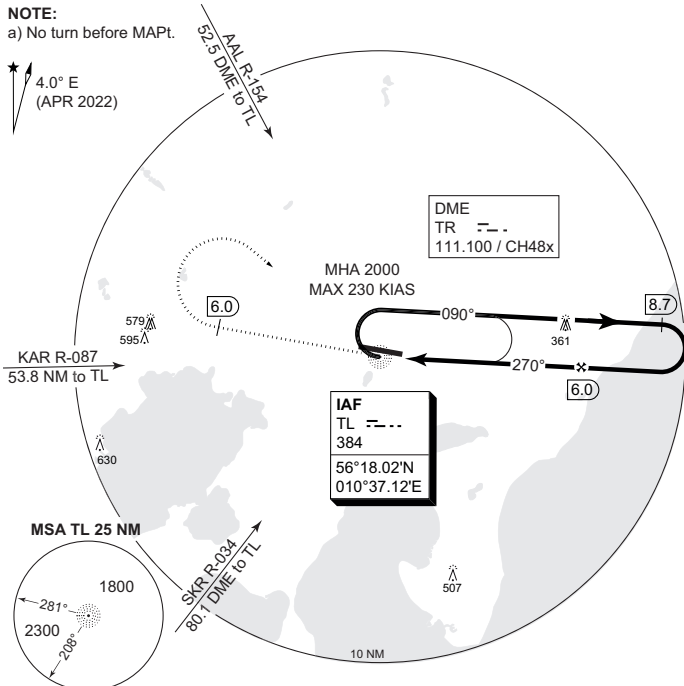 NOTE:
a) No turn before MAPt.
4.0° E
(APR 2022)
AAL R-154
52.5 DME to TL
DME
TR
111.100 / CH48x
MHA 2000
MAX 230 KIAS
6.0
8.7
090°
579
595
361
KAR R-087
53.8 NM to TL
270°
6.0
IAF
TL
384
56°18.02'N
010°37.12'E
630
MSA TL 25 NM
SKR R-034
80.1 DME to TL
507
1800
281°
2300
208°
10 NM